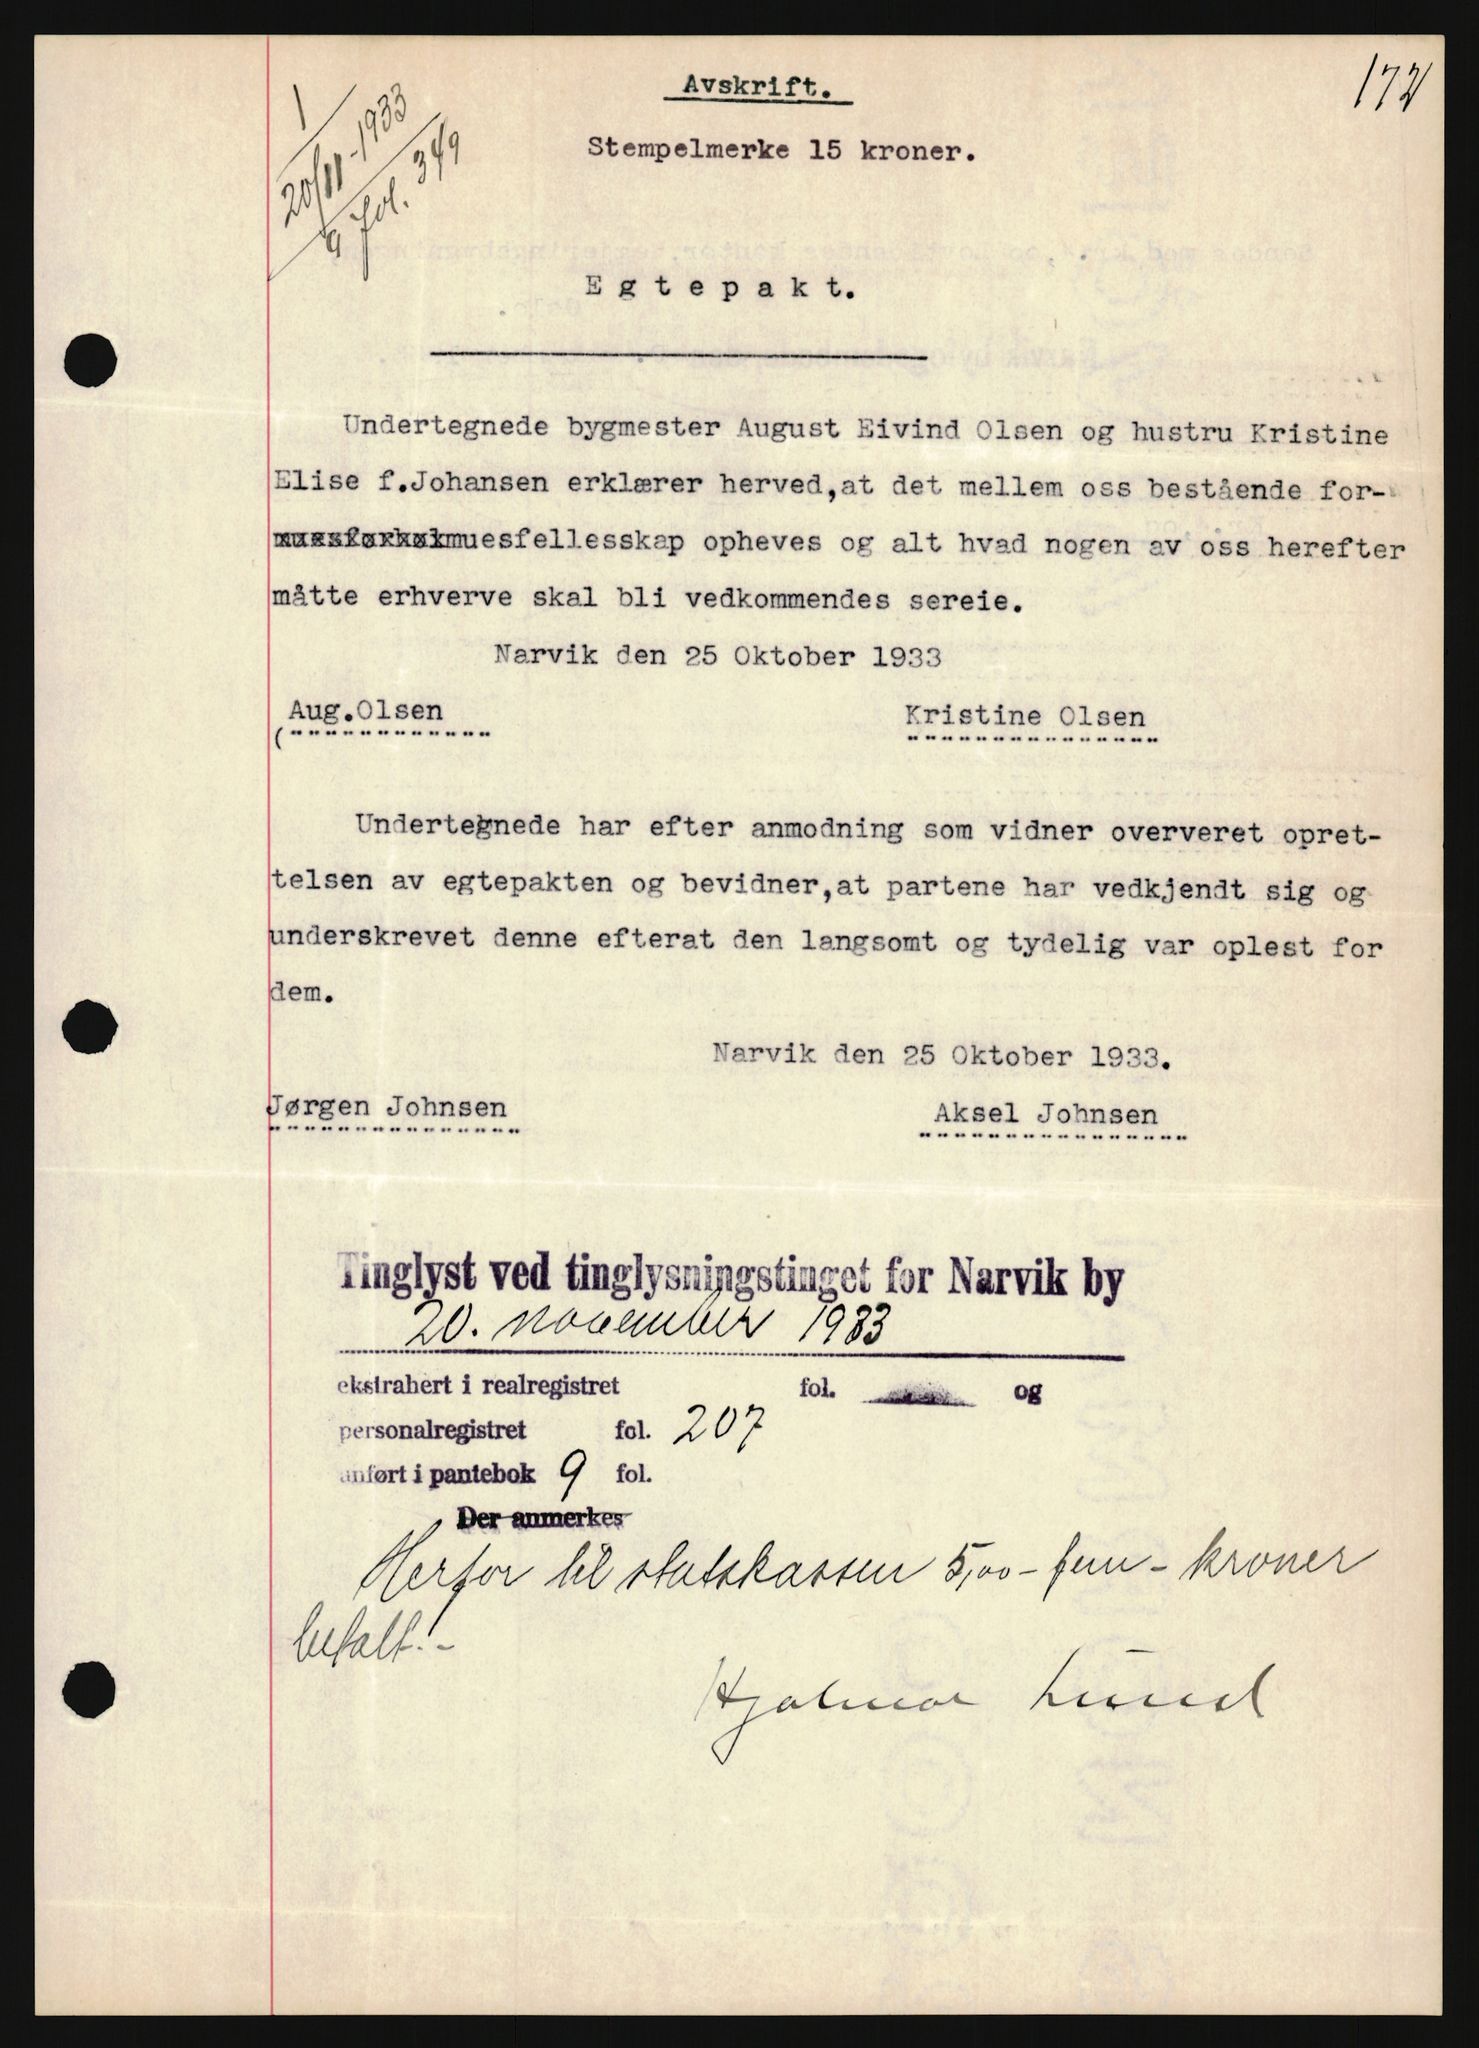 172
Avskrift.
1
20/11-1933
9 fol. 349
Stempelmerke 15 kroner.
Egtepakt.
Undertegnede bygmester August Eivind Olsen og hustru Kristine
Elise f.Johansen erklærer herved,at det mellem oss bestående for-
muesfellesskap opheves og alt hvad nogen av oss herefter
måtte erhverve skal bli vedkommendes sereie.
Narvik den 25 Oktober 1933
Aug.Olsen
Kristine Olsen
Undertegnede har efter anmodning som vidner oververet opret-
telsen av egtepakten og bevidner,at partene har vedkjendt sig og
underskrevet denne efterat den langsomt og tydelig var oplest for
dem.
Narvik den 25 Oktober 1933.
Jørgen Johnsen
Aksel Johnsen
Tinglyst ved tinglysningstinget for Narvik by
20. november 1933
ekstrahert i realregistret fol. og
personalregistret fol. 207
anført i pantebok 9 fol.
Der anmerkes
Herfor til statskassen 5,00 - fem - kroner
betalt.-
Hjalmar Lund